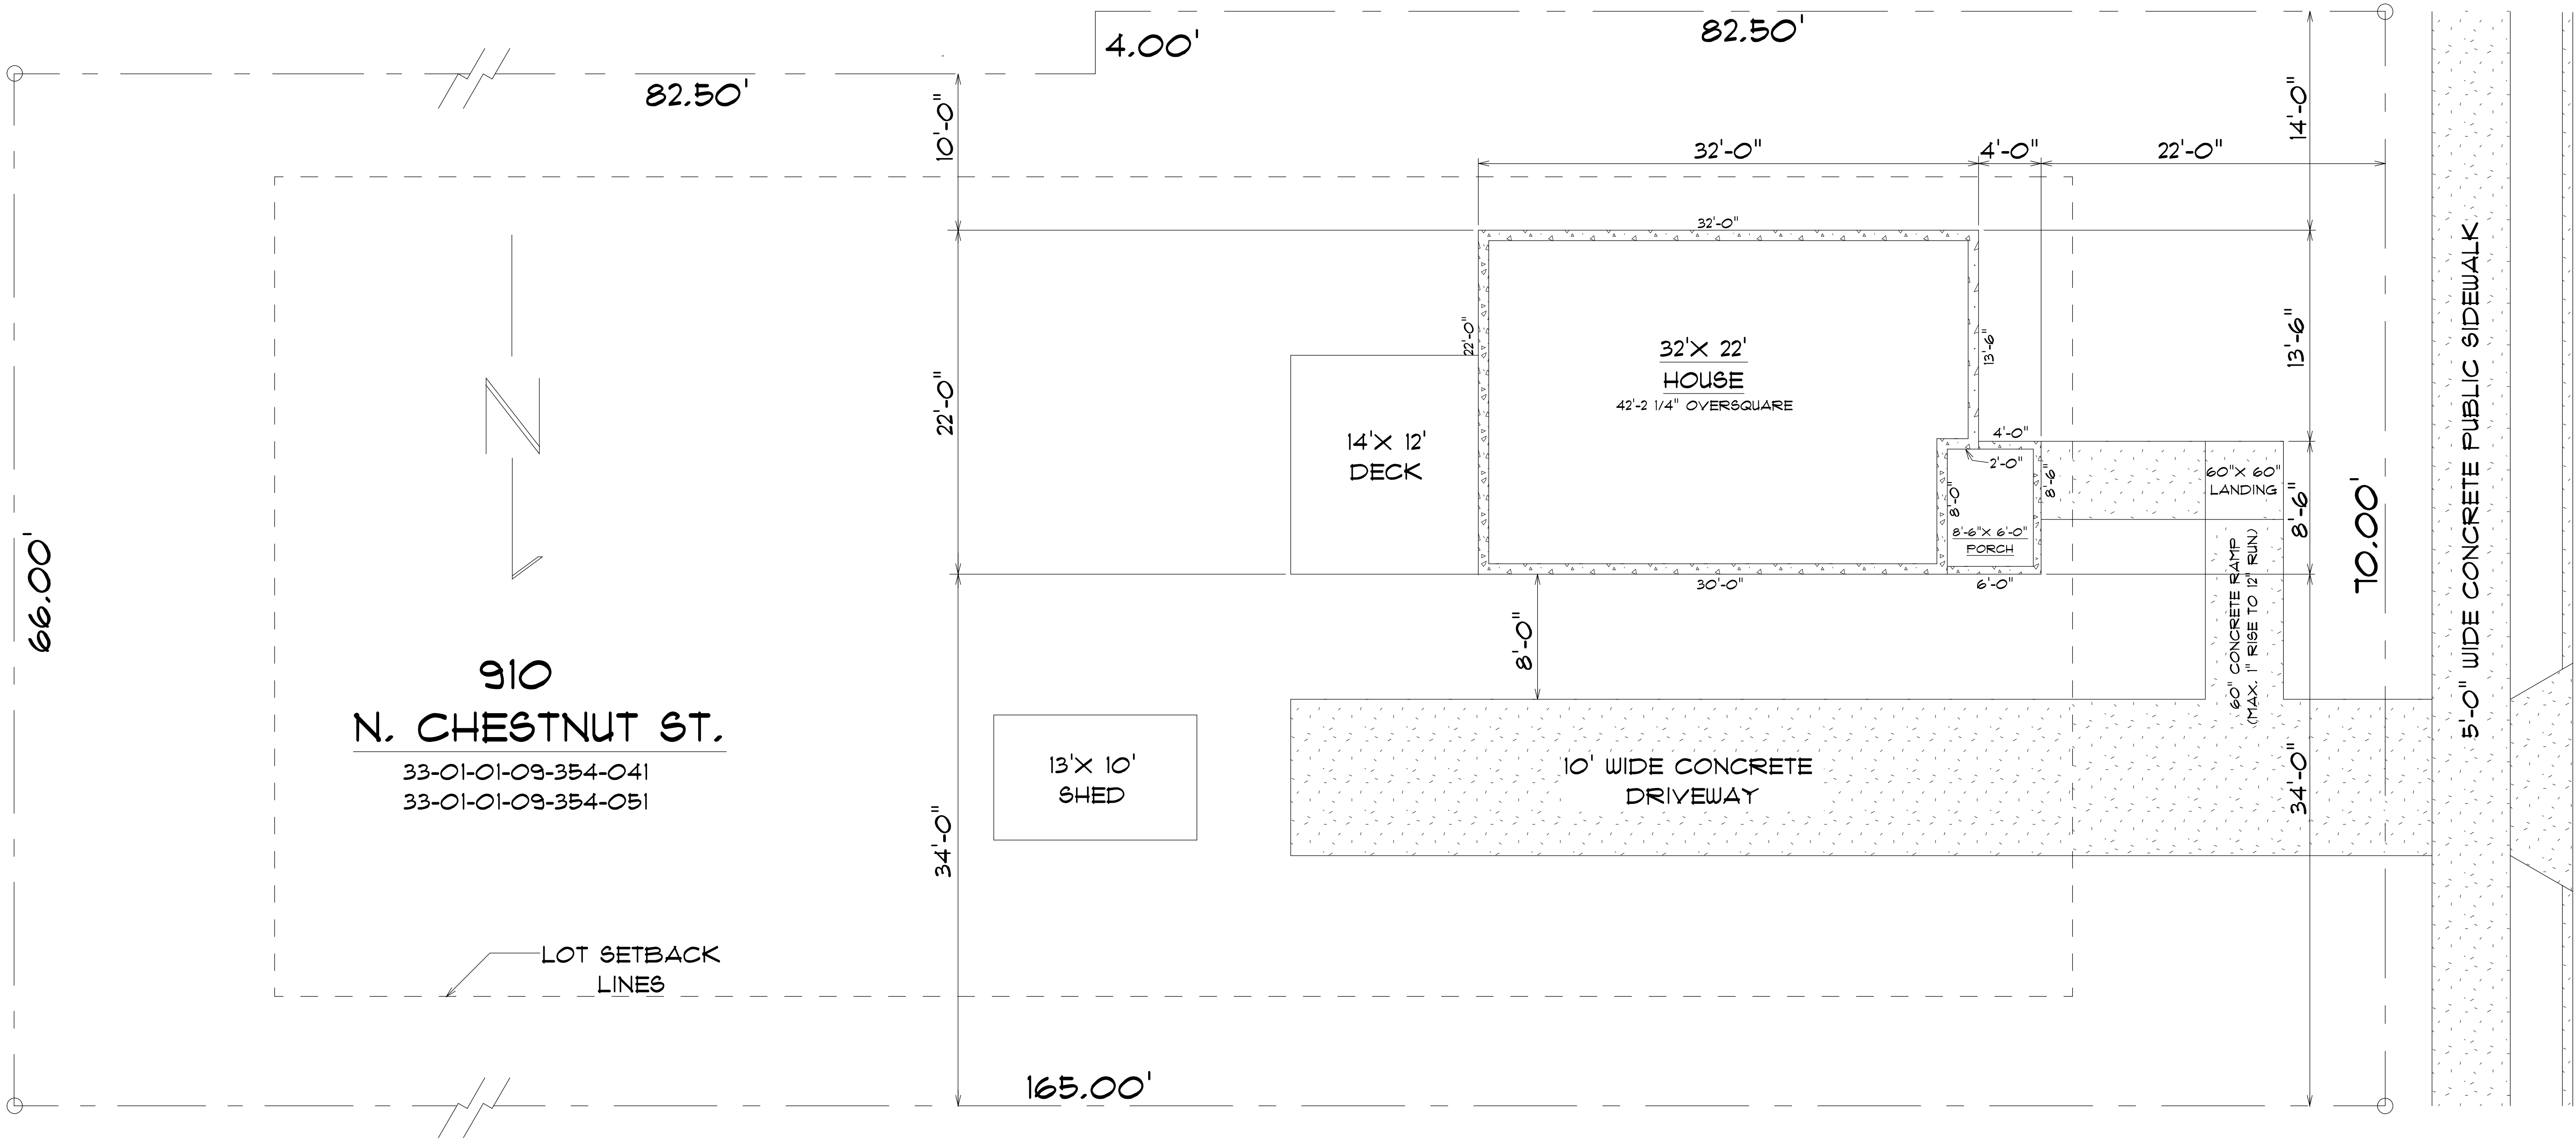 4.00'
82.50'
82.50'
10'-0"
14'-0"
32'-0"
4'-0"
22'-0"
32'-0"
22'-0"
22'-0"
13'-6"
13'-6"
32'X 22'
HOUSE
42'-2 1/4" OVERSQUARE
14'X 12'
DECK
N
4'-0"
2'-0"
8'-0"
8'-6"
8'-6"X 6'-0"
PORCH
60"X 60"
LANDING
8'-6"
70.00'
5'-0" WIDE CONCRETE PUBLIC SIDEWALK
66.00'
30'-0"
6'-0"
8'-0"
60" CONCRETE RAMP
(MAX. 1" RISE TO 12" RUN)
910
N. CHESTNUT ST.
33-01-01-09-354-041
33-01-01-09-354-051
13'X 10'
SHED
10' WIDE CONCRETE
DRIVEWAY
34'-0"
34'-0"
LOT SETBACK
LINES
165.00'